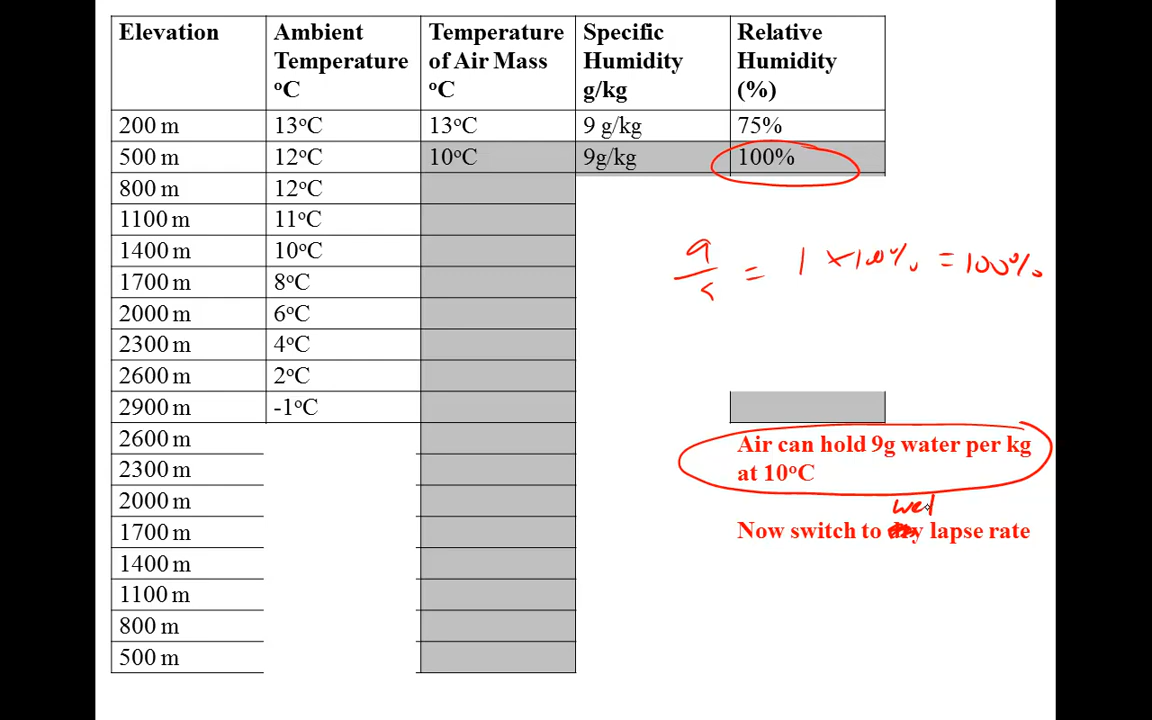 Elevation Ambient Temperature °C Temperature of Air Mass °C Specific Humidity g/kg Relative Humidity (%)
200 m 13°C 13°C 9 g/kg 75%
500 m 12°C 10°C 9g/kg 100%
800 m 12°C
1100 m 11°C
1400 m 10°C
1700 m 8°C
2000 m 6°C
2300 m 4°C
2600 m 2°C
2900 m -1°C
2600 m
2300 m
2000 m
1700 m
1400 m
1100 m
800 m
500 m
9
= 1 × 100% = 100%
Air can hold 9g water per kg
at 10°C
wet
Now switch to lapse rate